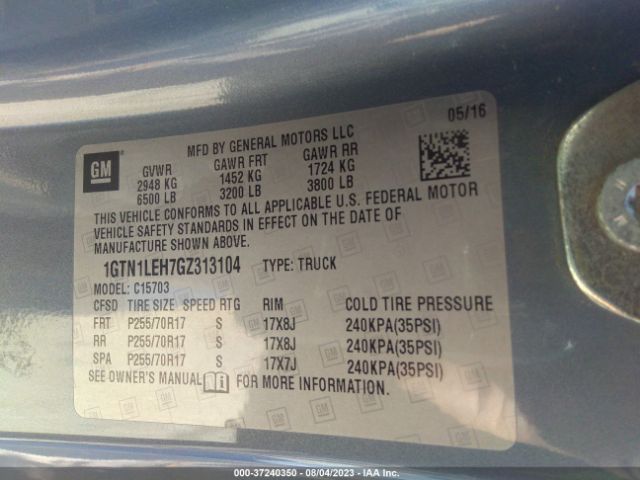 05/16
MFD BY GENERAL MOTORS LLC
GM
GVWR GAWR FRT GAWR RR
2948 KG 1452 KG 1724 KG
6500 LB 3200 LB 3800 LB
THIS VEHICLE CONFORMS TO ALL APPLICABLE U.S. FEDERAL MOTOR
VEHICLE SAFETY STANDARDS IN EFFECT ON THE DATE OF
MANUFACTURE SHOWN ABOVE.
1GTN1LEH7GZ313104 TYPE: TRUCK
MODEL: C15703
CFSD TIRE SIZE SPEED RTG RIM COLD TIRE PRESSURE
FRT P255/70R17 S 17X8J 240KPA(35PSI)
RR P255/70R17 S 17X8J 240KPA(35PSI)
SPA P255/70R17 S 17X7J 240KPA(35PSI)
SEE OWNER'S MANUAL FOR MORE INFORMATION.
000-37240350 - 08/04/2023 - IAA Inc.